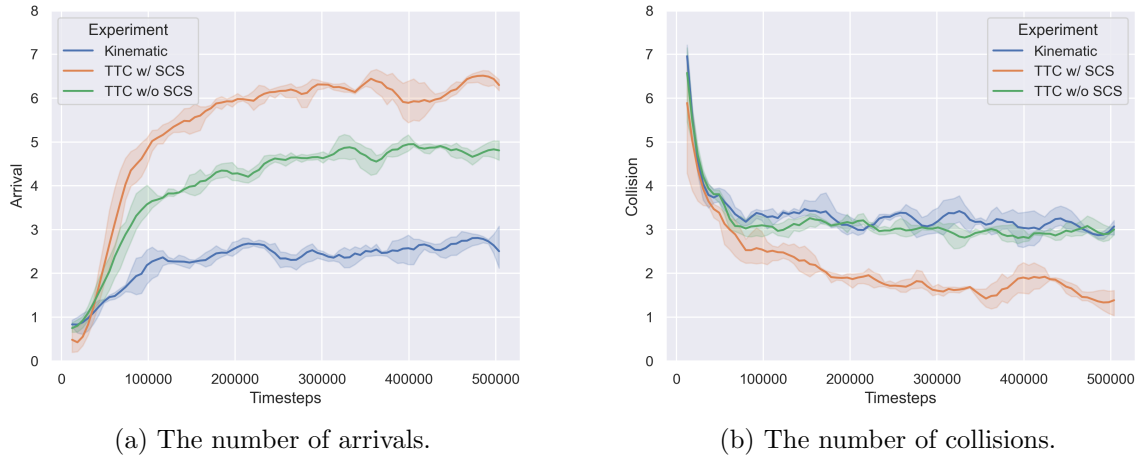 8
7
6
5
4
3
2
1
0
Arrival
Experiment
Kinematic
TTC w/ SCS
TTC w/o SCS
0 100000 200000 300000 400000 500000
Timesteps
(a) The number of arrivals.
8
7
6
5
4
3
2
1
0
Collision
Experiment
Kinematic
TTC w/ SCS
TTC w/o SCS
0 100000 200000 300000 400000 500000
Timesteps
(b) The number of collisions.